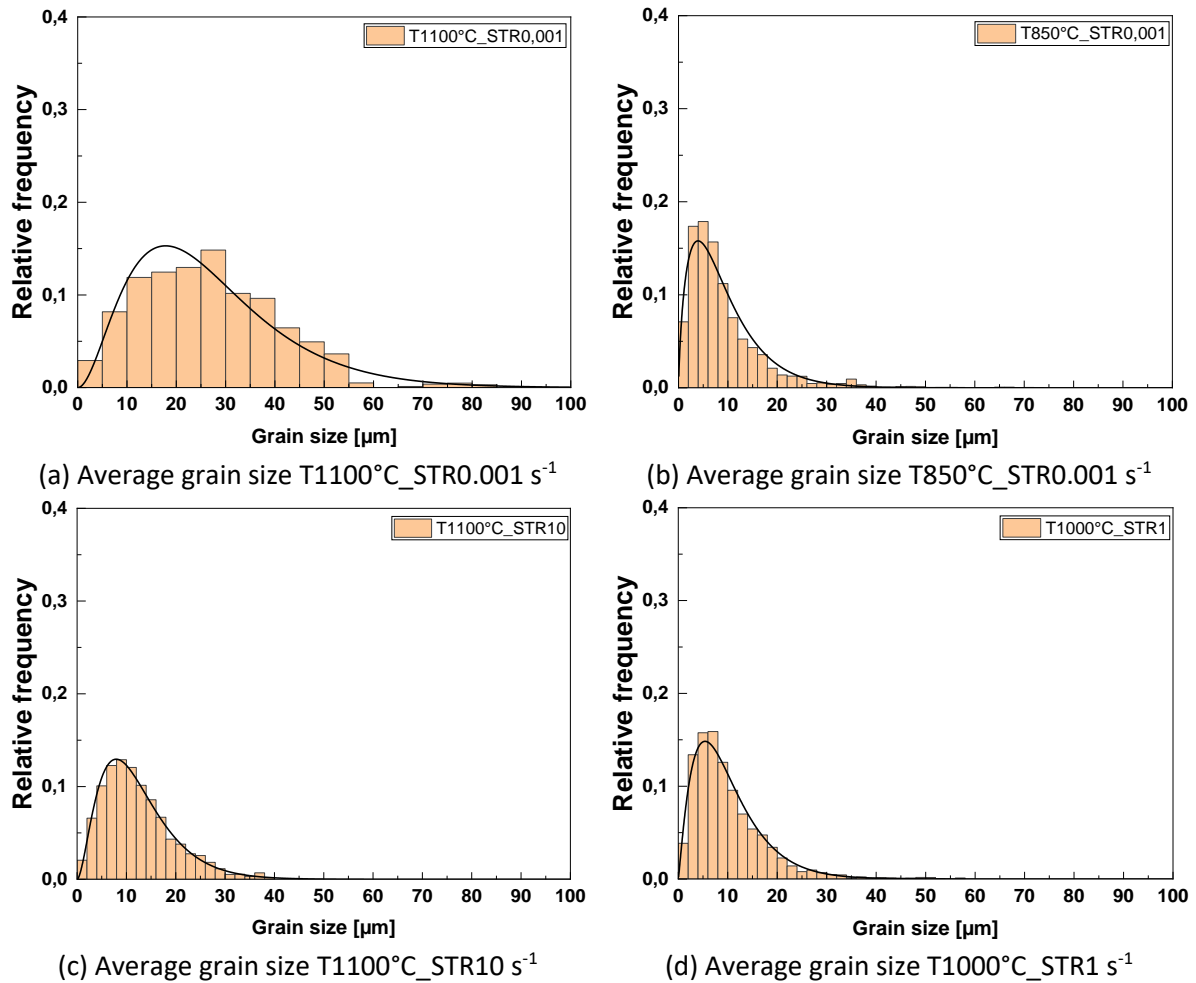 0,4
T1100°C_STR0,001
0,3
0,2
0,1
0,0
Relative frequency
0 10 20 30 40 50 60 70 80 90 100
Grain size [µm]
(a) Average grain size T1100°C_STR0.001 s⁻¹
0,4
T850°C_STR0,001
0,3
0,2
0,1
0,0
Relative frequency
0 10 20 30 40 50 60 70 80 90 100
Grain size [µm]
(b) Average grain size T850°C_STR0.001 s⁻¹
0,4
T1100°C_STR10
0,3
0,2
0,1
0,0
Relative frequency
0 10 20 30 40 50 60 70 80 90 100
Grain size [µm]
(c) Average grain size T1100°C_STR10 s⁻¹
0,4
T1000°C_STR1
0,3
0,2
0,1
0,0
Relative frequency
0 10 20 30 40 50 60 70 80 90 100
Grain size [µm]
(d) Average grain size T1000°C_STR1 s⁻¹